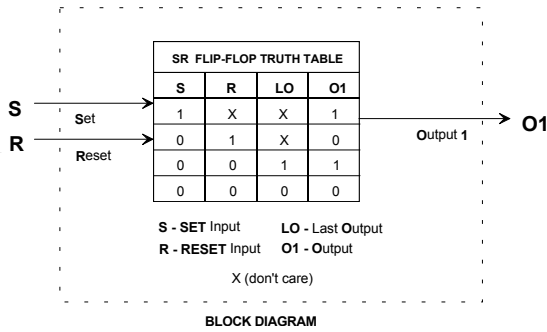 SR FLIP-FLOP TRUTH TABLE
S R LO O1
1 X X 1
0 1 X 0
0 0 1 1
0 0 0 0
S
Set
R
Reset
Output 1
O1
S - SET Input LO - Last Output
R - RESET Input O1 - Output
X (don't care)
BLOCK DIAGRAM